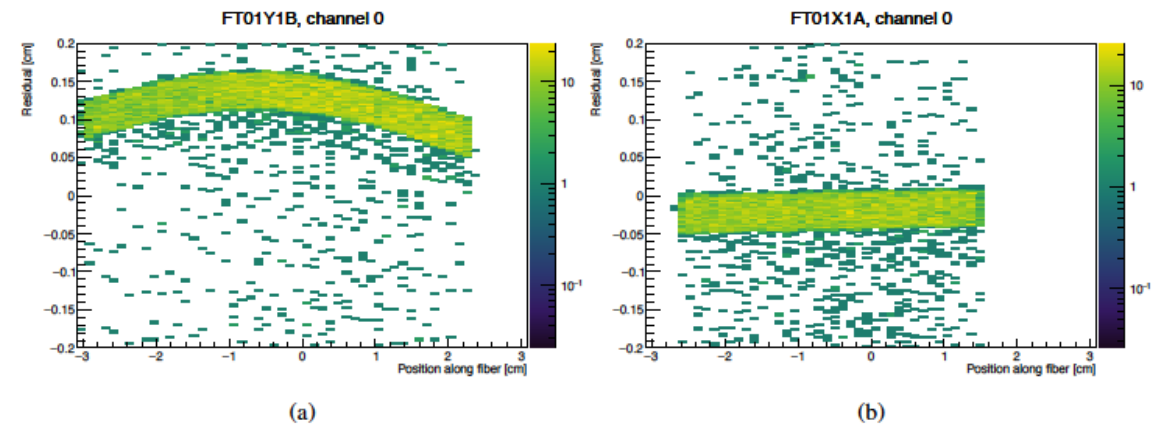 FT01Y1B, channel 0
Residual [cm]
0.2
0.15
0.1
0.05
0
−0.05
−0.1
−0.15
−0.2
−3 −2 −1 0 1 2 3
Position along fiber [cm]
10
1
10⁻¹
(a)
FT01X1A, channel 0
Residual [cm]
0.2
0.15
0.1
0.05
0
−0.05
−0.1
−0.15
−0.2
−3 −2 −1 0 1 2 3
Position along fiber [cm]
10
1
10⁻¹
(b)